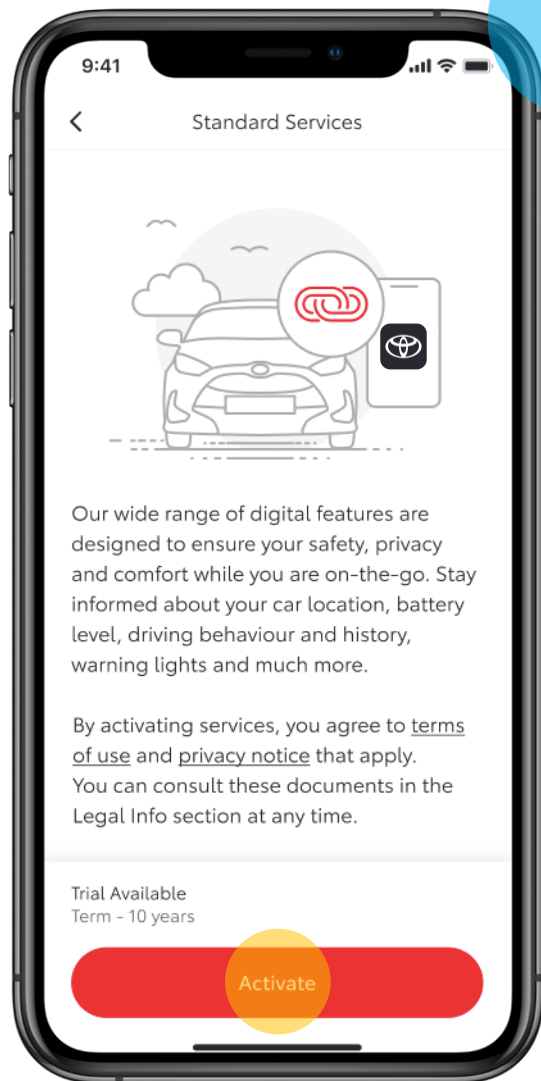 9:41
Standard Services
Our wide range of digital features are
designed to ensure your safety, privacy
and comfort while you are on-the-go. Stay
informed about your car location, battery
level, driving behaviour and history,
warning lights and much more.
By activating services, you agree to terms
of use and privacy notice that apply.
You can consult these documents in the
Legal Info section at any time.
Trial Available
Term - 10 years
Activate